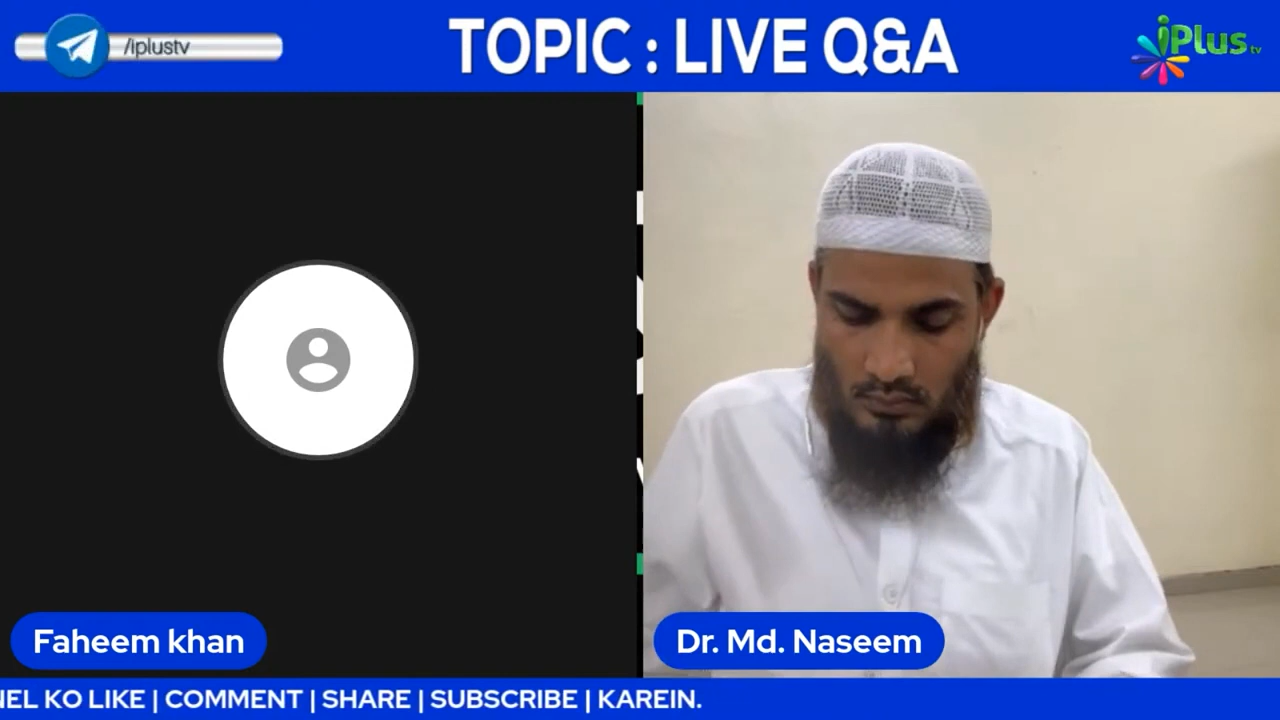 /iplustv
TOPIC : LIVE Q&A
iPlus tv
Faheem khan
Dr. Md. Naseem
NEL KO LIKE | COMMENT | SHARE | SUBSCRIBE | KAREIN.